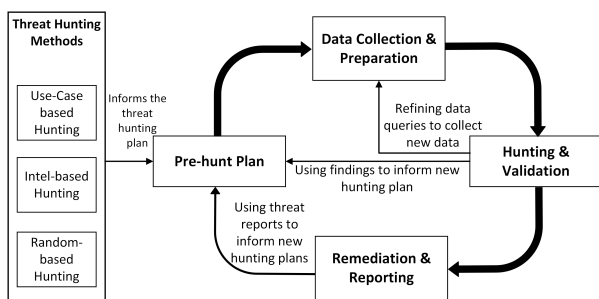 Threat Hunting
Methods
Use-Case
based
Hunting
Intel-based
Hunting
Random-
based
Hunting
Informs the
threat
hunting
plan
Pre-hunt Plan
Data Collection &
Preparation
Refining data
queries to collect
new data
Hunting &
Validation
Using findings to inform new
hunting plan
Using threat
reports to
inform new
hunting plans
Remediation &
Reporting